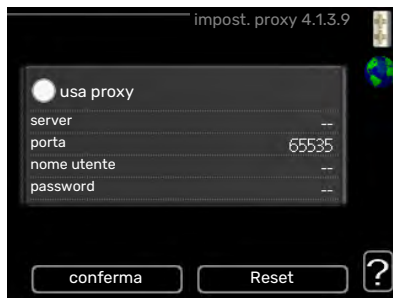 impost. proxy 4.1.3.9
usa proxy
server --
porta 65535
nome utente --
password --
conferma Reset ?